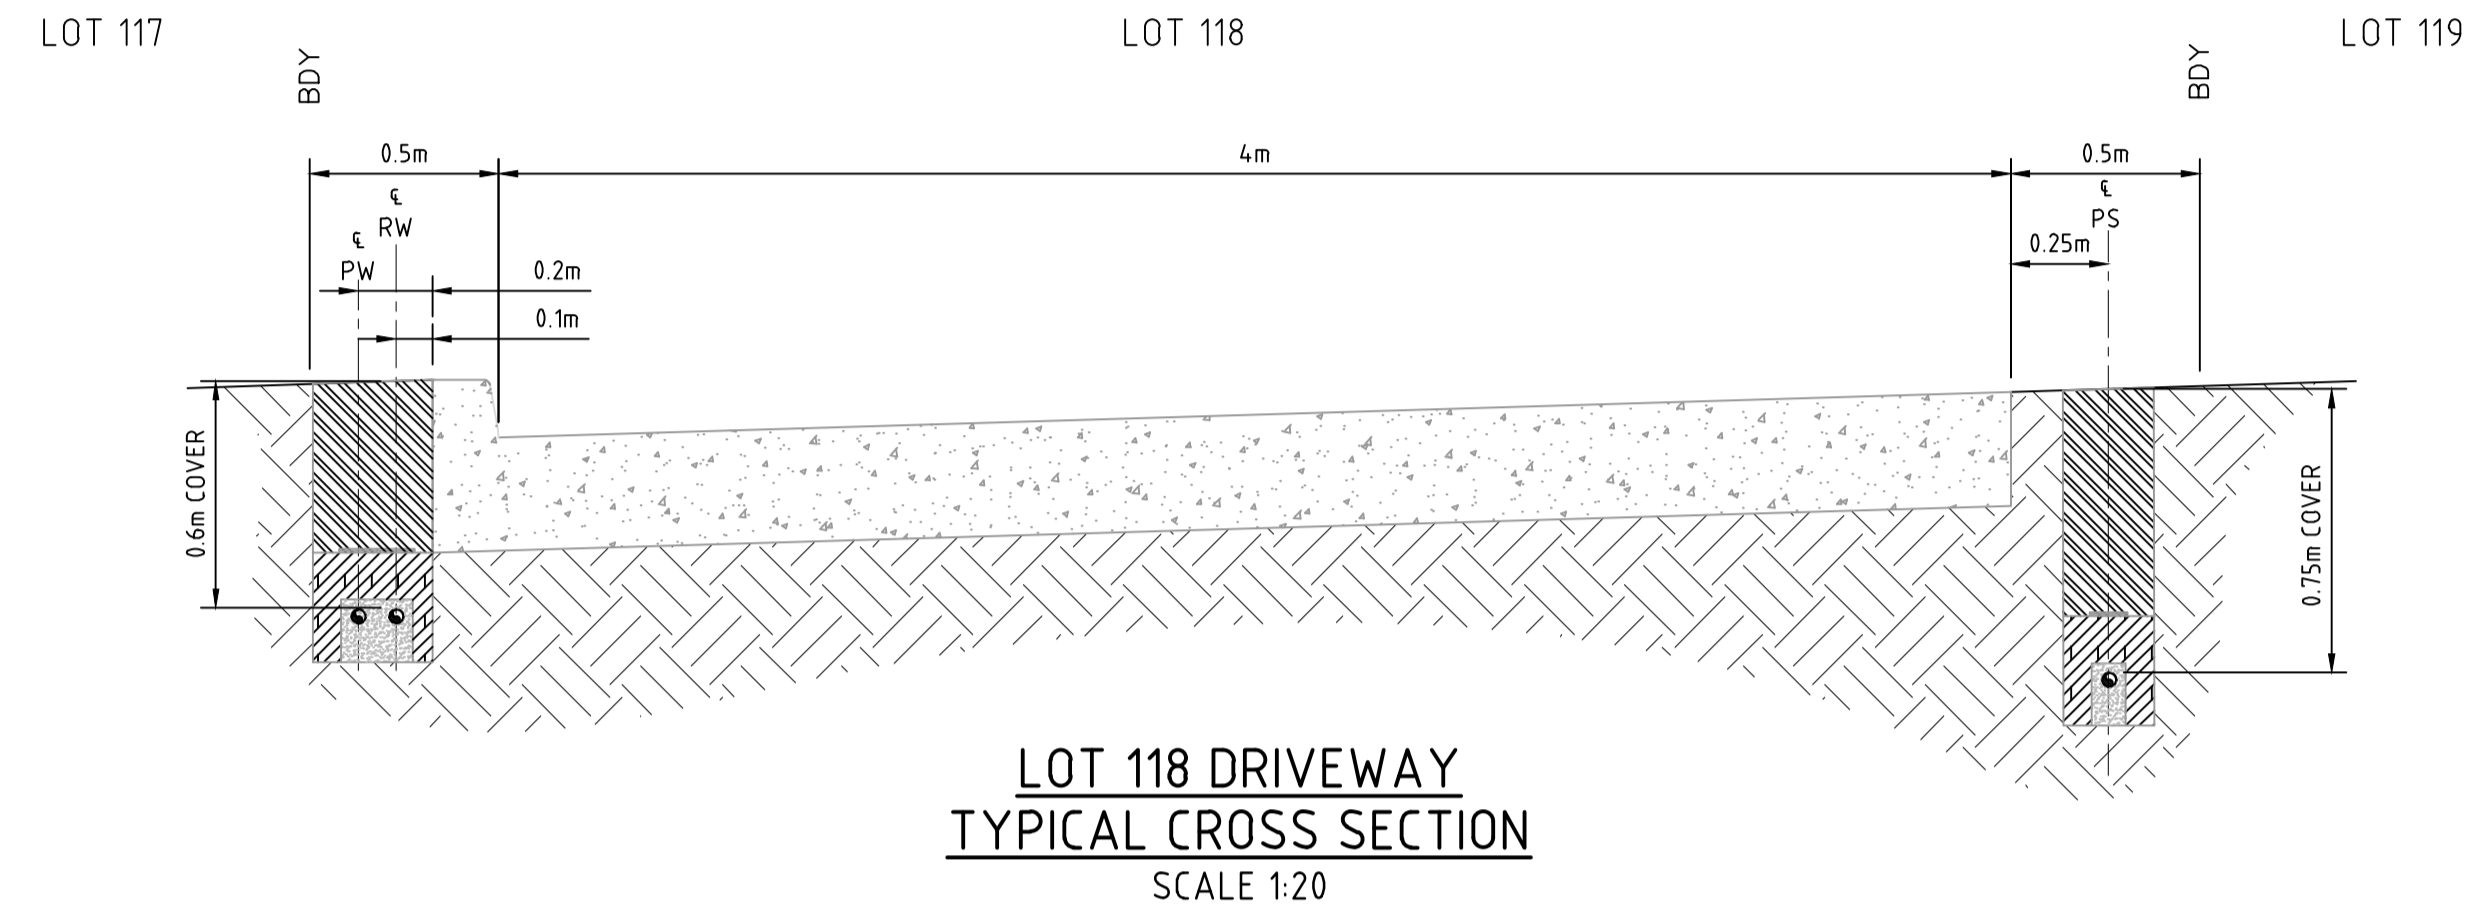 LOT 117
LOT 118
LOT 119
BDY
BDY
0.5m
4m
0.5m
℄
RW
℄
PW
℄
PS
0.25m
0.2m
0.1m
0.6m COVER
0.75m COVER
LOT 118 DRIVEWAY
TYPICAL CROSS SECTION
SCALE 1:20